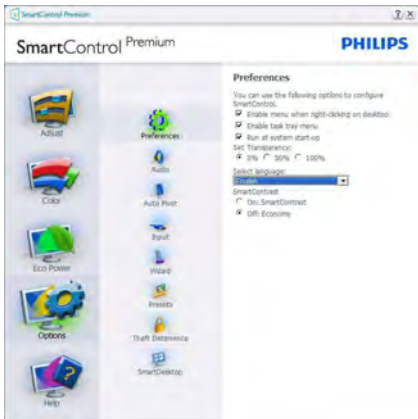 SmartControl Premium
SmartControl Premium
PHILIPS
Adjust
Color
Eco Power
Options
Help
Preferences
Audio
Auto Pivot
Input
Wizard
Presets
Theft Deterrence
SmartDesktop
Preferences
You can use the following options to configure
SmartControl.
Enable menu when right-clicking on desktop
Enable task tray menu
Run at system start-up
Set Transparency:
0% 50% 100%
Select language:
English
SmartContrast
On: SmartContrast
Off: Economy